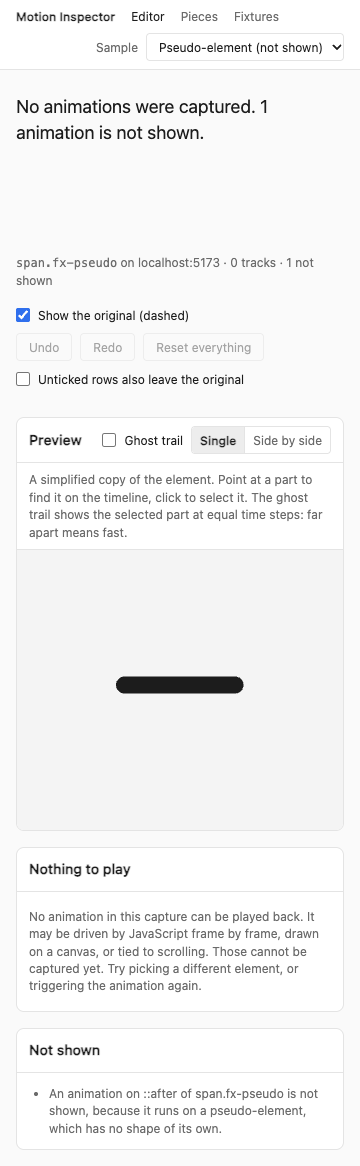 Motion Inspector Editor Pieces Fixtures
Sample Pseudo-element (not shown)
No animations were captured. 1
animation is not shown.
span.fx-pseudo on localhost:5173 · 0 tracks · 1 not
shown
Show the original (dashed)
Undo Redo Reset everything
Unticked rows also leave the original
Preview Ghost trail Single Side by side
A simplified copy of the element. Point at a part to
find it on the timeline, click to select it. The ghost
trail shows the selected part at equal time steps: far
apart means fast.
Nothing to play
No animation in this capture can be played back. It
may be driven by JavaScript frame by frame, drawn
on a canvas, or tied to scrolling. Those cannot be
captured yet. Try picking a different element, or
triggering the animation again.
Not shown
• An animation on ::after of span.fx-pseudo is not
shown, because it runs on a pseudo-element,
which has no shape of its own.